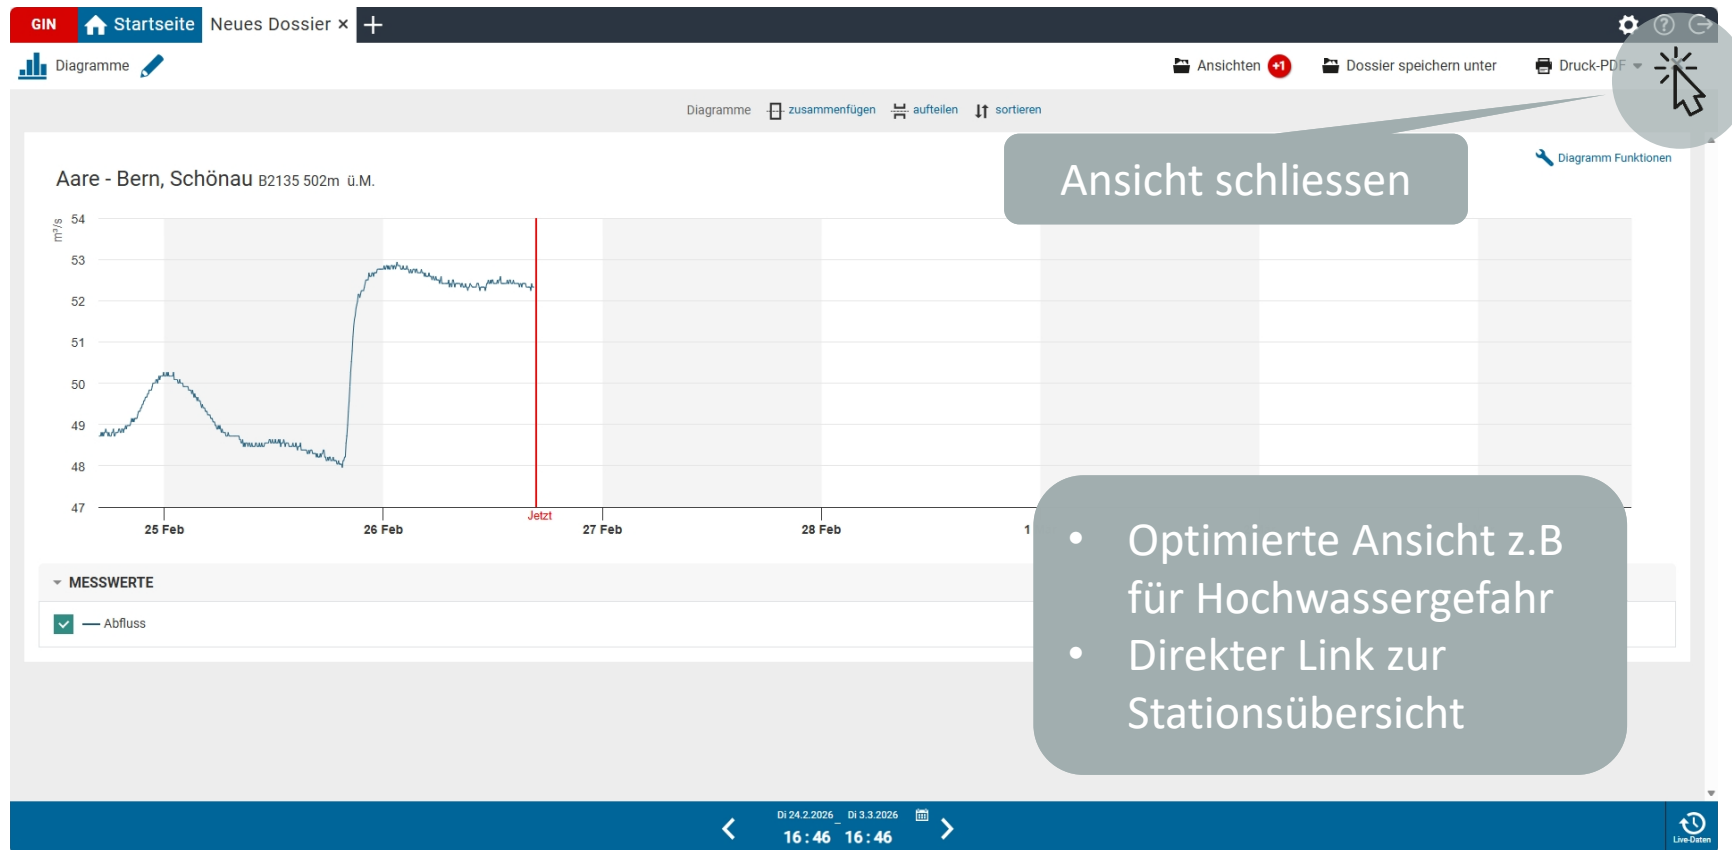 GIN Startseite Neues Dossier × +
Diagramme Ansichten +1 Dossier speichern unter Druck-PDF
Diagramme zusammenfügen aufteilen sortieren
Ansicht schliessen
Diagramm Funktionen
Aare - Bern, Schönau B2135 502m ü.M.
m³/s
54
53
52
51
50
49
48
47
Jetzt
25 Feb 26 Feb 27 Feb 28 Feb 1
MESSWERTE
Abfluss
• Optimierte Ansicht z.B
für Hochwassergefahr
• Direkter Link zur
Stationsübersicht
Di 24.2.2026 _ Di 3.3.2026
16 : 46 16 : 46
Live-Daten